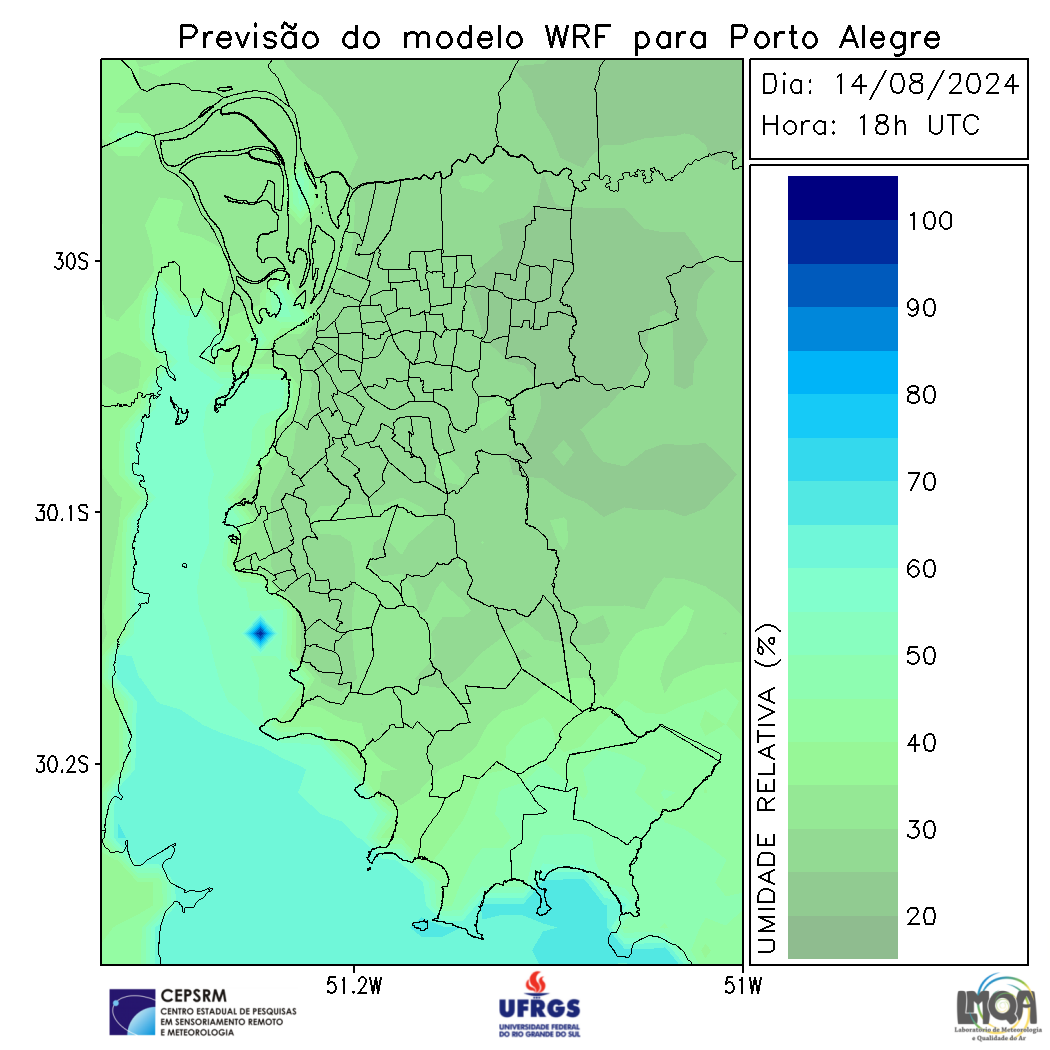 Previsão do modelo WRF para Porto Alegre
Dia: 14/08/2024
Hora: 18h UTC
100
90
80
70
60
50
40
30
20
UMIDADE RELATIVA (%)
30S
30.1S
30.2S
51.2W
51W
CEPSRM
CENTRO ESTADUAL DE PESQUISAS
EM SENSORIAMENTO REMOTO
E METEOROLOGIA
UFRGS
UNIVERSIDADE FEDERAL
DO RIO GRANDE DO SUL
LMQA
Laboratório de Meteorologia
e Qualidade do Ar